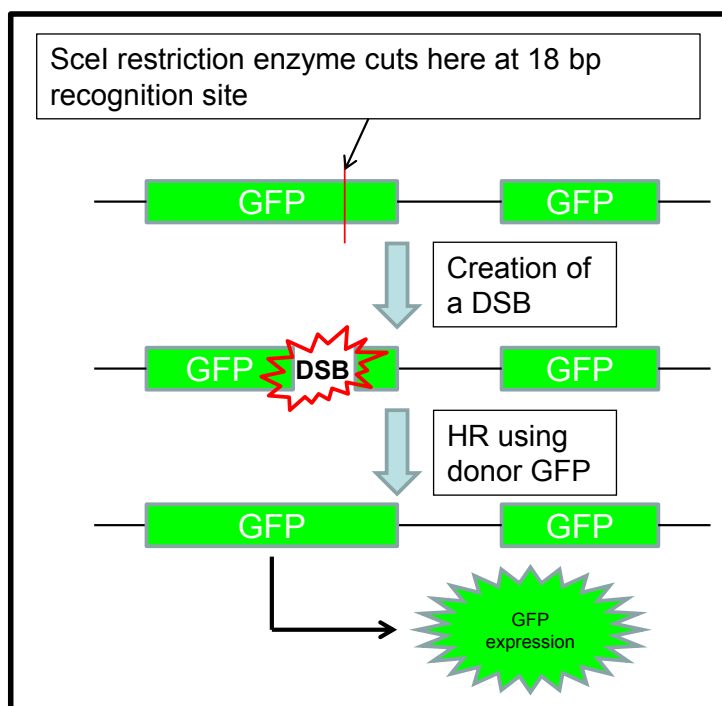 SceI restriction enzyme cuts here at 18 bp
recognition site
GFP GFP
Creation of
a DSB
GFP DSB GFP
HR using
donor GFP
GFP GFP
GFP
expression